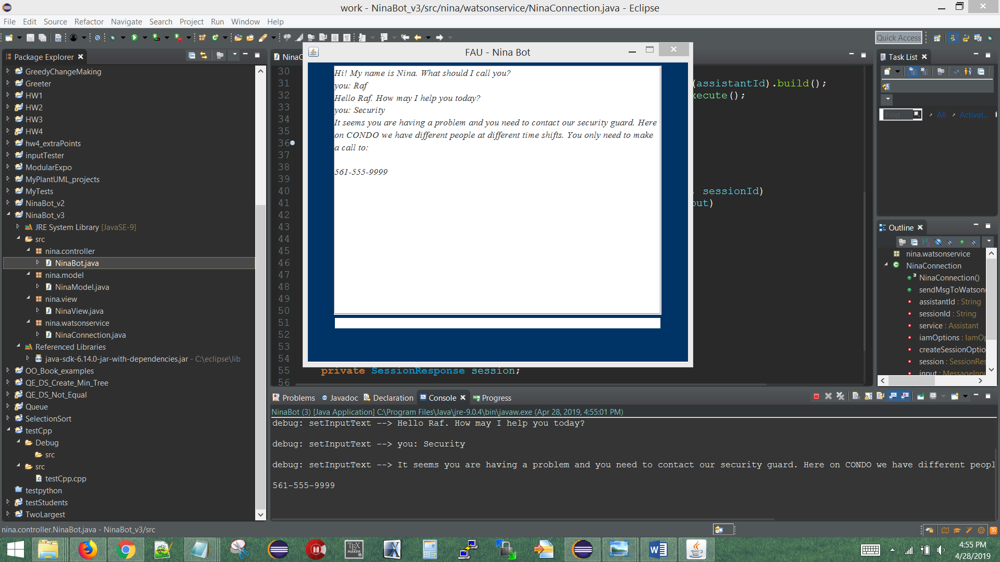 work - NinaBot_v3/src/nina/watsonservice/NinaConnection.java - Eclipse
File Edit Source Refactor Navigate Search Project Run Window Help
Quick Access
Package Explorer
GreedyChangeMaking
Greeter
HW1
HW2
HW3
HW4
hw4_extraPoints
inputTester
ModularExpo
MyPlantUML_projects
MyTests
NinaBot_v2
NinaBot_v3
JRE System Library [JavaSE-9]
src
nina.controller
NinaBot.java
nina.model
NinaModel.java
nina.view
NinaView.java
nina.watsonservice
NinaConnection.java
Referenced Libraries
java-sdk-6.14.0-jar-with-dependencies.jar - C:\eclipse\lib
OO_Book_examples
QE_DS_Create_Min_Tree
QE_DS_Not_Equal
Queue
SelectionSort
testCpp
Debug
src
src
testCpp.cpp
testpython
testStudents
TwoLargest
NinaC
30
31 (assistantId).build();
32 xecute();
33
34
35
36
37
38
39
40 sessionId)
41 out)
42
43
44
45
46
47
48
49
50
51
52
53
54
55 private SessionResponse session;
56
FAU - Nina Bot
Hi! My name is Nina. What should I call you?
you: Raf
Hello Raf. How may I help you today?
you: Security
It seems you are having a problem and you need to contact our security guard. Here
on CONDO we have different people at different time shifts. You only need to make
a call to:
561-555-9999
Task List
Find All Activat...
Outline
nina.watsonservice
NinaConnection
NinaConnection()
sendMsgToWatson(
assistantId : String
sessionId : String
service : Assistant
iamOptions : IamOp
createSessionOptio
session : SessionRes
input : MessageInpu
Problems Javadoc Declaration Console Progress
NinaBot (3) [Java Application] C:\Program Files\Java\jre-9.0.4\bin\javaw.exe (Apr 28, 2019, 4:55:01 PM)
debug: setInputText --> Hello Raf. How may I help you today?
debug: setInputText --> you: Security
debug: setInputText --> It seems you are having a problem and you need to contact our security guard. Here on CONDO we have different peopl
561-555-9999
nina.controller.NinaBot.java - NinaBot_v3/src
TEX
MAKER
4:55 PM
4/28/2019